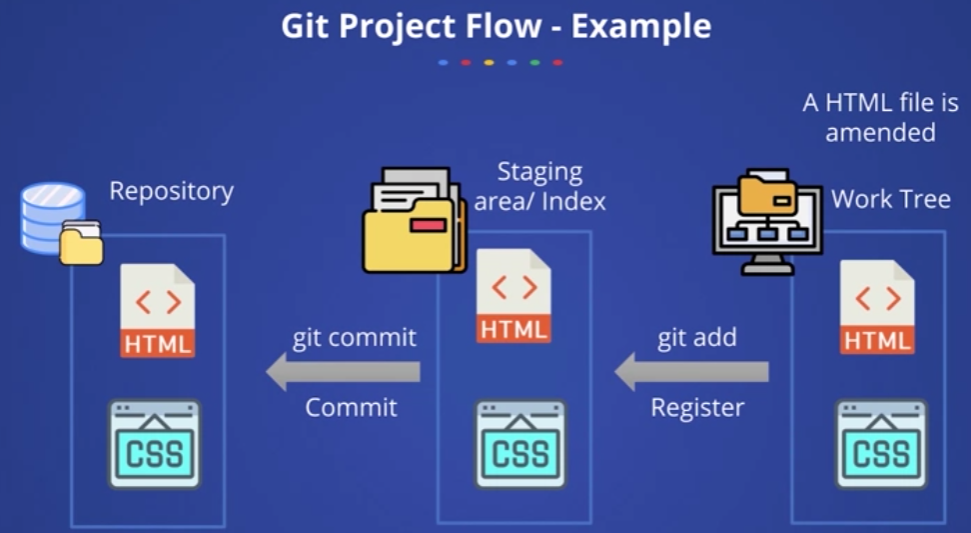 Git Project Flow - Example
A HTML file is
amended
Repository
Staging
area/ Index
Work Tree
HTML
HTML
HTML
git commit
git add
Commit
Register
CSS
CSS
CSS